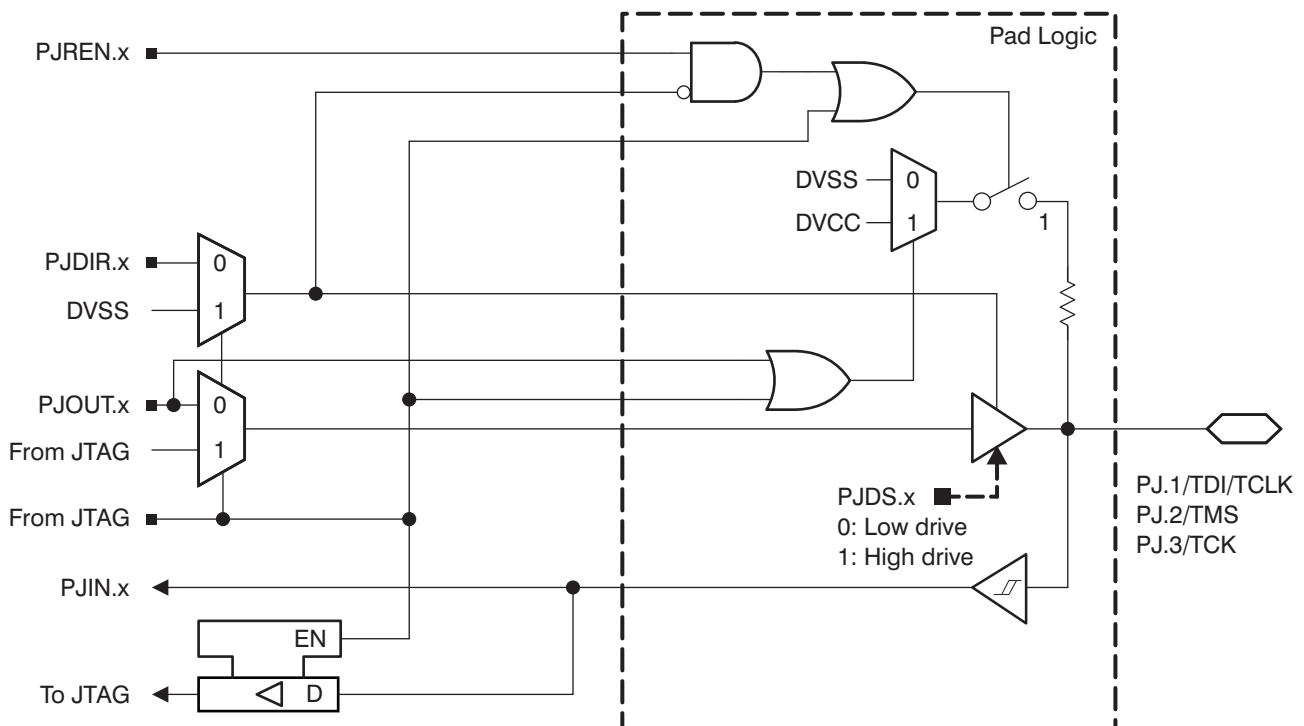 Pad Logic
PJREN.x
DVSS
0
DVCC
1
1
PJDIR.x
0
DVSS
1
PJOUT.x
0
From JTAG
1
PJDS.x
0: Low drive
1: High drive
PJ.1/TDI/TCLK
PJ.2/TMS
PJ.3/TCK
From JTAG
PJIN.x
EN
To JTAG
D